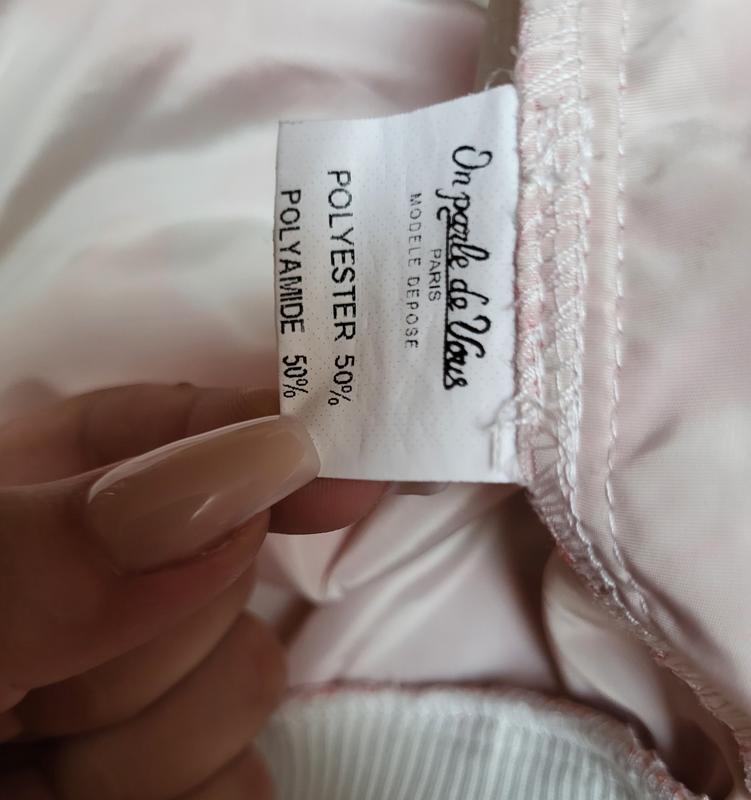 On parle de Vous
PARIS
MODELE DEPOSE
POLYESTER 50%
POLYAMIDE 50%